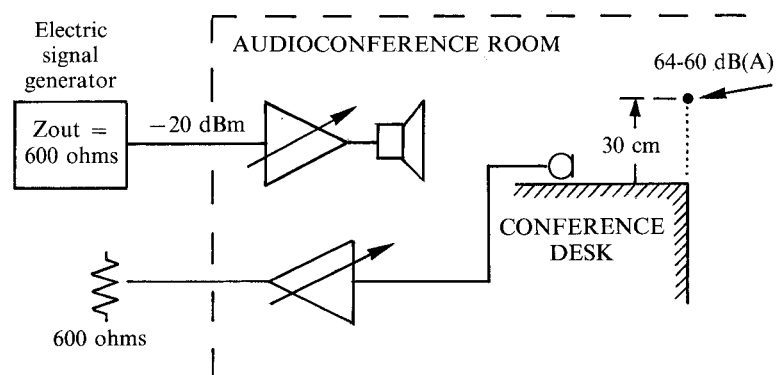 Electric
signal
generator
AUDIOCONFERENCE ROOM
64-60 dB(A)
Zout =
600 ohms
−20 dBm
30 cm
CONFERENCE
DESK
600 ohms